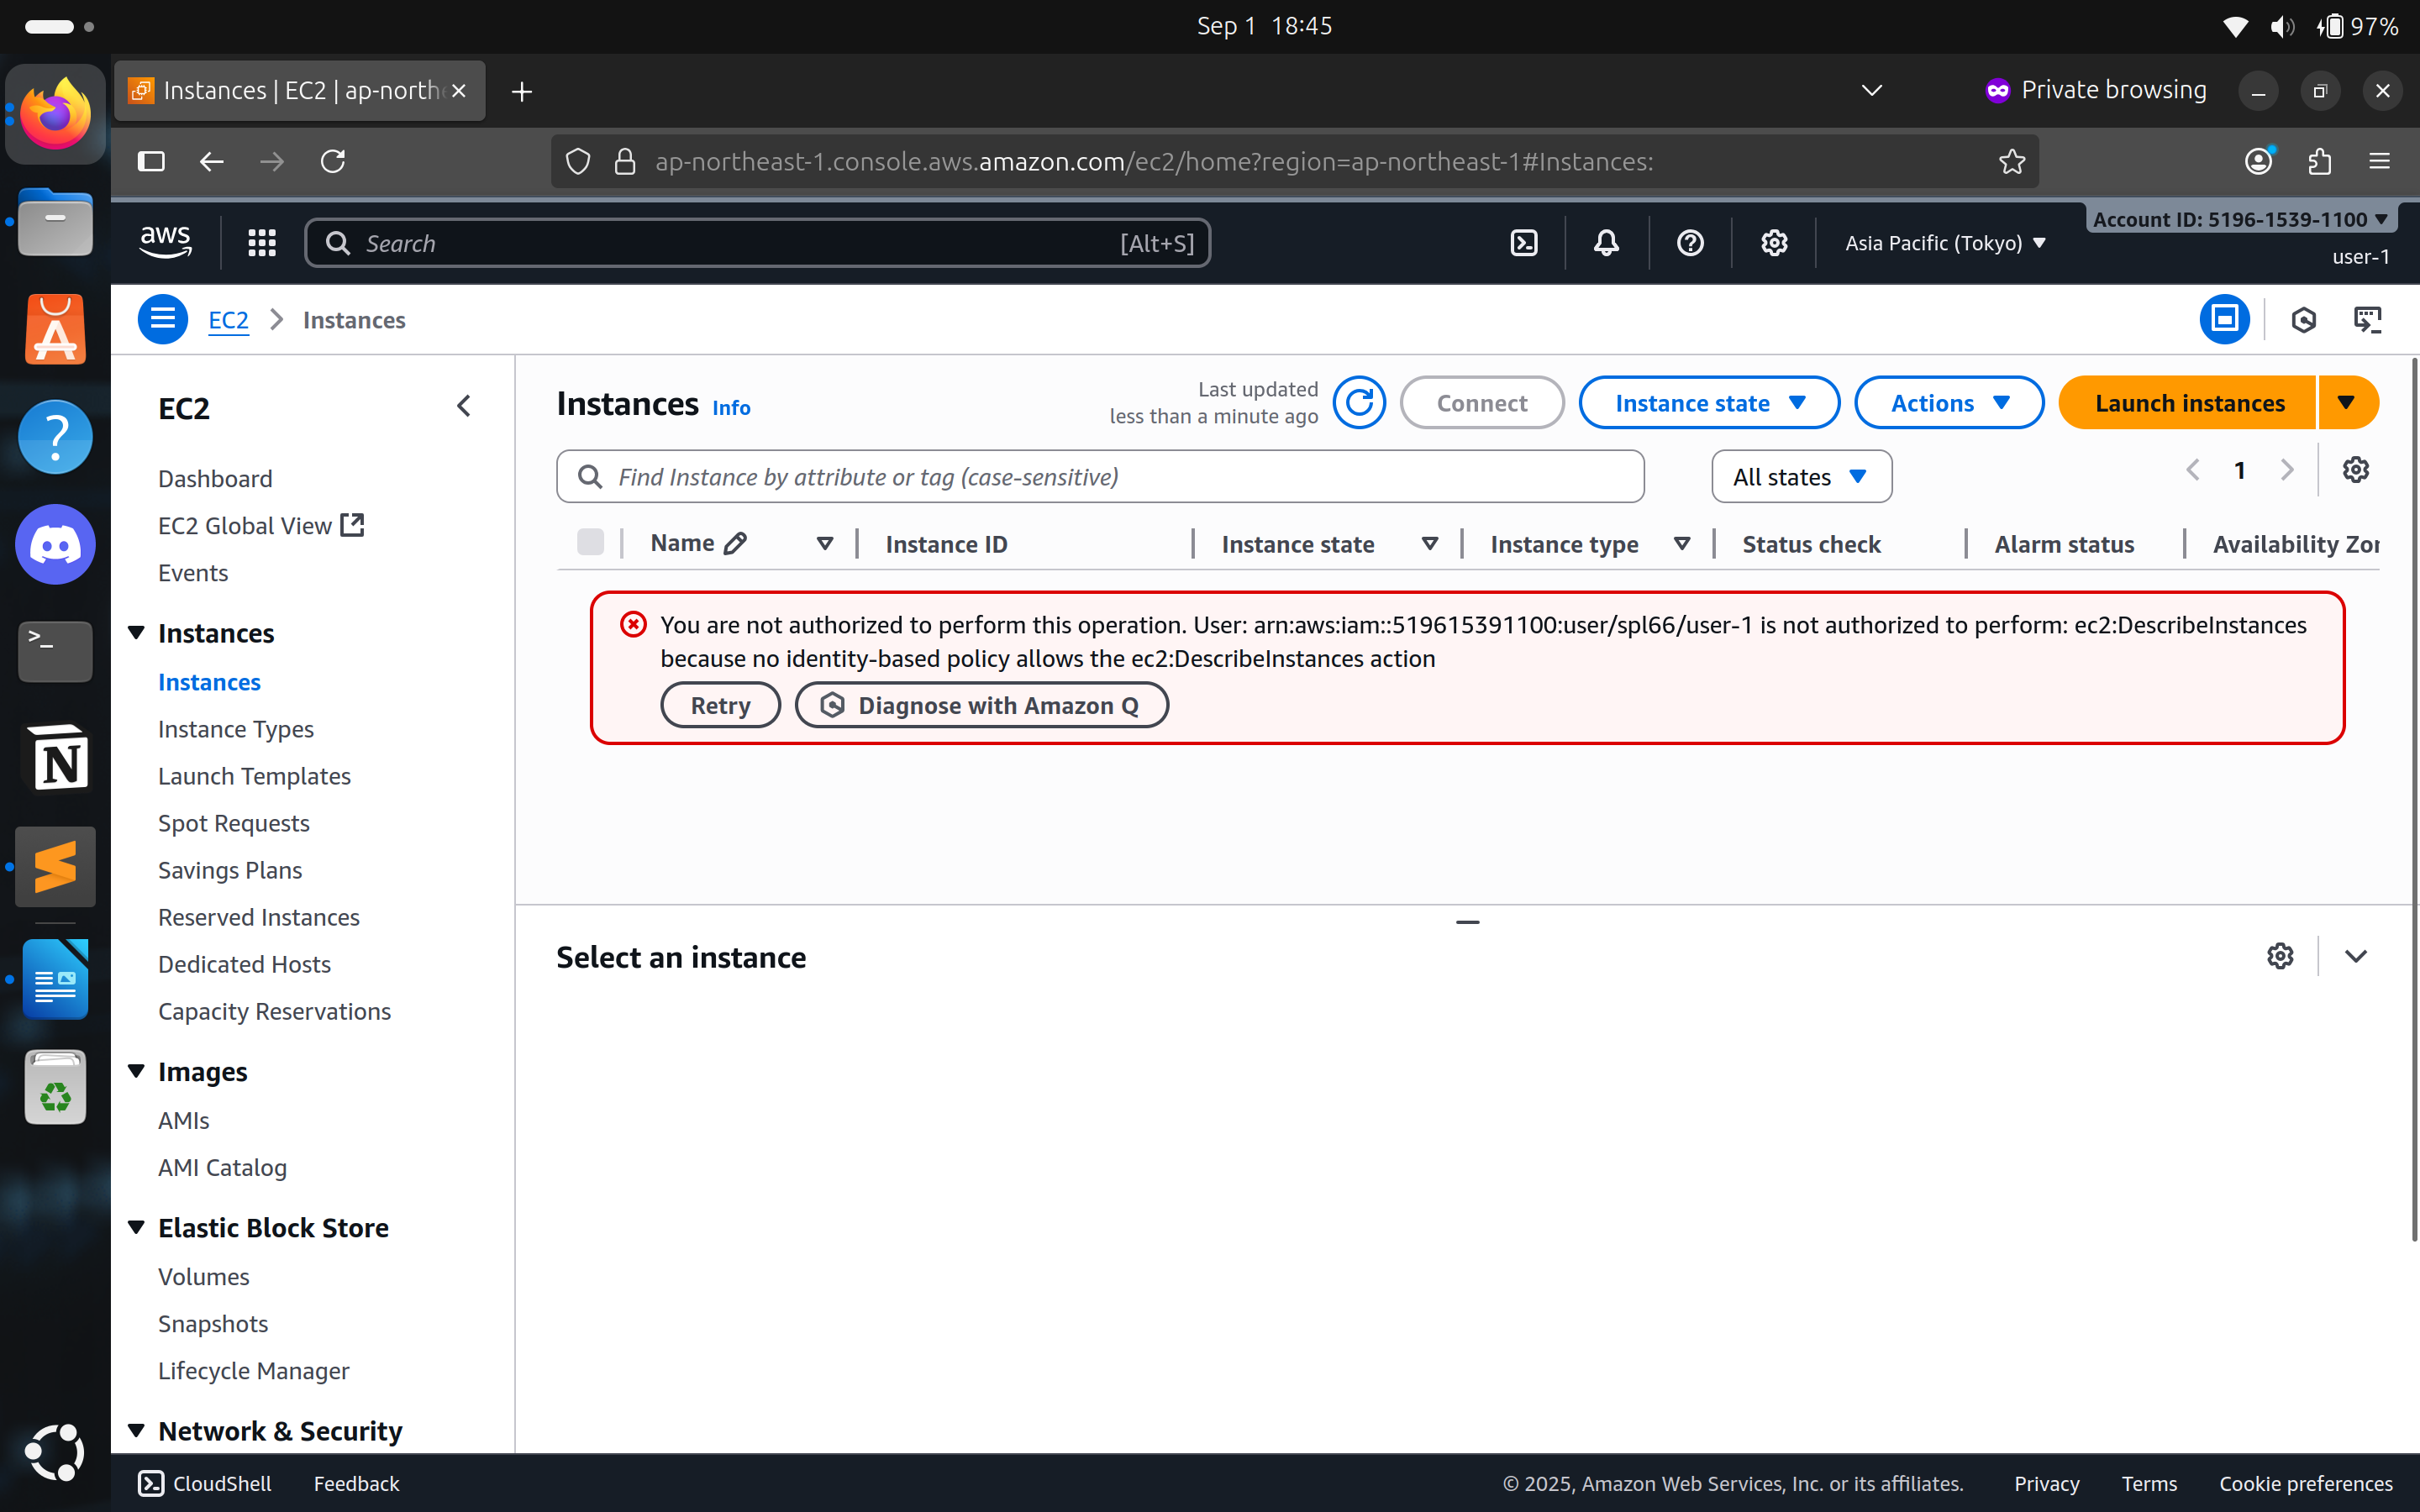 Sep 1 18:45
97%
Instances | EC2 | ap-north
Private browsing
ap-northeast-1.console.aws.amazon.com/ec2/home?region=ap-northeast-1#Instances:
aws
Search
[Alt+S]
Asia Pacific (Tokyo)
Account ID: 5196-1539-1100
user-1
EC2
Instances
EC2
Dashboard
EC2 Global View
Events
Instances
Instances
Instance Types
Launch Templates
Spot Requests
Savings Plans
Reserved Instances
Dedicated Hosts
Capacity Reservations
Images
AMIs
AMI Catalog
Elastic Block Store
Volumes
Snapshots
Lifecycle Manager
Network & Security
Instances Info
Last updated
less than a minute ago
Connect
Instance state
Actions
Launch instances
Find Instance by attribute or tag (case-sensitive)
All states
1
Name
Instance ID
Instance state
Instance type
Status check
Alarm status
Availability Zon
You are not authorized to perform this operation. User: arn:aws:iam::519615391100:user/spl66/user-1 is not authorized to perform: ec2:DescribeInstances
because no identity-based policy allows the ec2:DescribeInstances action
Retry
Diagnose with Amazon Q
Select an instance
CloudShell
Feedback
© 2025, Amazon Web Services, Inc. or its affiliates.
Privacy
Terms
Cookie preferences